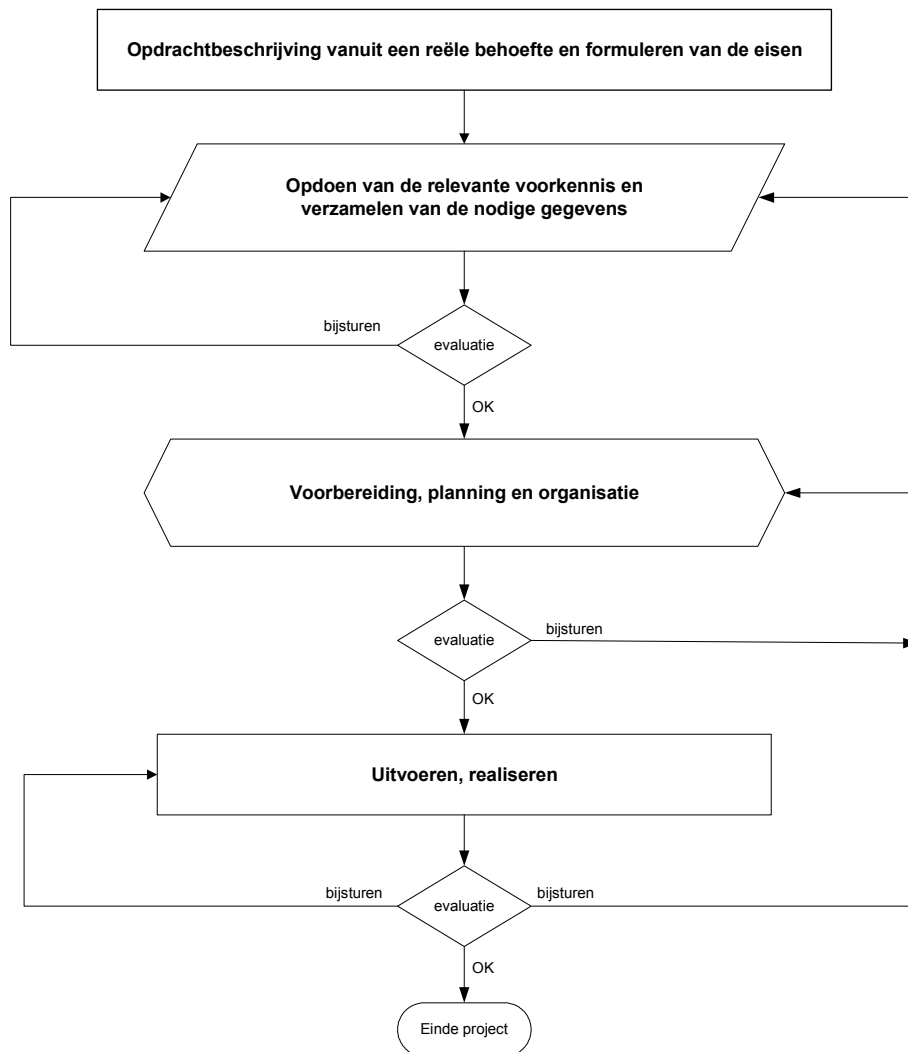 Opdrachtbeschrijving vanuit een reële behoefte en formuleren van de eisen
Opdoen van de relevante voorkennis en
verzamelen van de nodige gegevens
bijsturen
evaluatie
OK
Voorbereiding, planning en organisatie
evaluatie
bijsturen
OK
Uitvoeren, realiseren
bijsturen
evaluatie
bijsturen
OK
Einde project